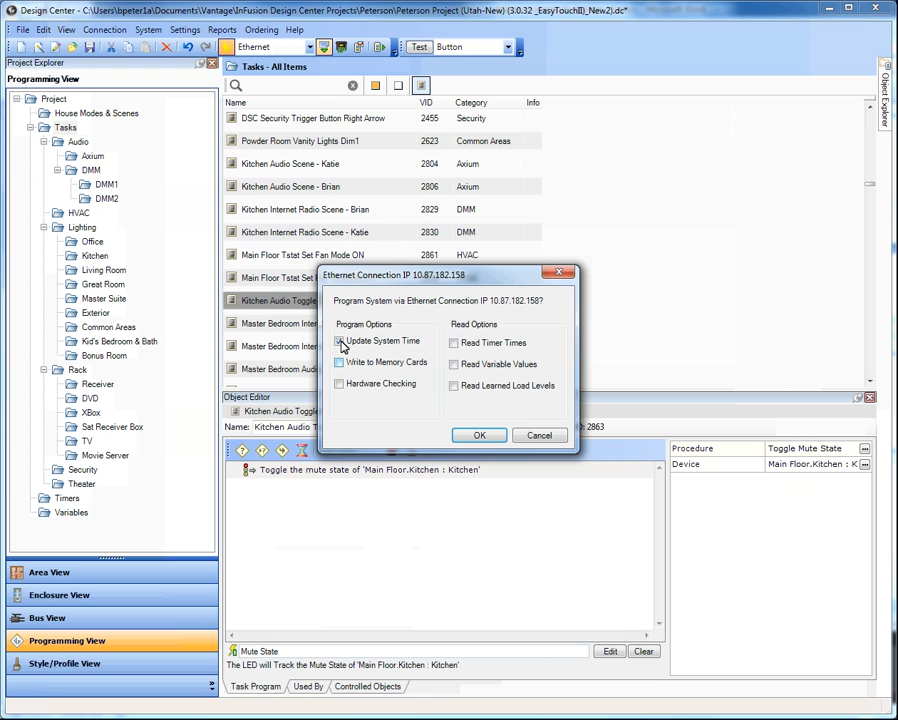 Design Center - C:\Users\bpeter1a\Documents\Vantage\InFusion Design Center Projects\Peterson\Peterson Project (Utah-New) (3.0.32 _EasyTouchII)_New2).dc*
File Edit View Connection System Settings Reports Ordering Help
Ethernet Test Button
Project Explorer
Programming View
Project
House Modes & Scenes
Tasks
Audio
Axium
DMM
DMM1
DMM2
HVAC
Lighting
Office
Kitchen
Living Room
Great Room
Master Suite
Exterior
Common Areas
Kid's Bedroom & Bath
Bonus Room
Rack
Receiver
DVD
XBox
Sat Receiver Box
TV
Movie Server
Security
Theater
Timers
Variables
Area View
Enclosure View
Bus View
Programming View
Style/Profile View
Tasks - All Items
Name VID Category Info
DSC Security Trigger Button Right Arrow 2455 Security
Powder Room Vanity Lights Dim1 2623 Common Areas
Kitchen Audio Scene - Katie 2804 Axium
Kitchen Audio Scene - Brian 2806 Axium
Kitchen Internet Radio Scene - Brian 2829 DMM
Kitchen Internet Radio Scene - Katie 2830 DMM
Main Floor Tstat Set Fan Mode ON 2861 HVAC
Main Floor Tstat Set
Kitchen Audio Toggle
Master Bedroom Inter
Master Bedroom Inter
Master Bedroom Audi
Ethernet Connection IP 10.87.182.158
Program System via Ethernet Connection IP 10.87.182.158?
Program Options
Update System Time
Write to Memory Cards
Hardware Checking
Read Options
Read Timer Times
Read Variable Values
Read Learned Load Levels
OK Cancel
Object Editor
Kitchen Audio Toggle
Name: Kitchen Audio T : 2863
Toggle the mute state of 'Main Floor.Kitchen : Kitchen'
Procedure Toggle Mute State
Device Main Floor.Kitchen : K
Mute State Edit Clear
The LED will Track the Mute State of 'Main Floor.Kitchen : Kitchen'
Task Program Used By Controlled Objects
Object Explorer